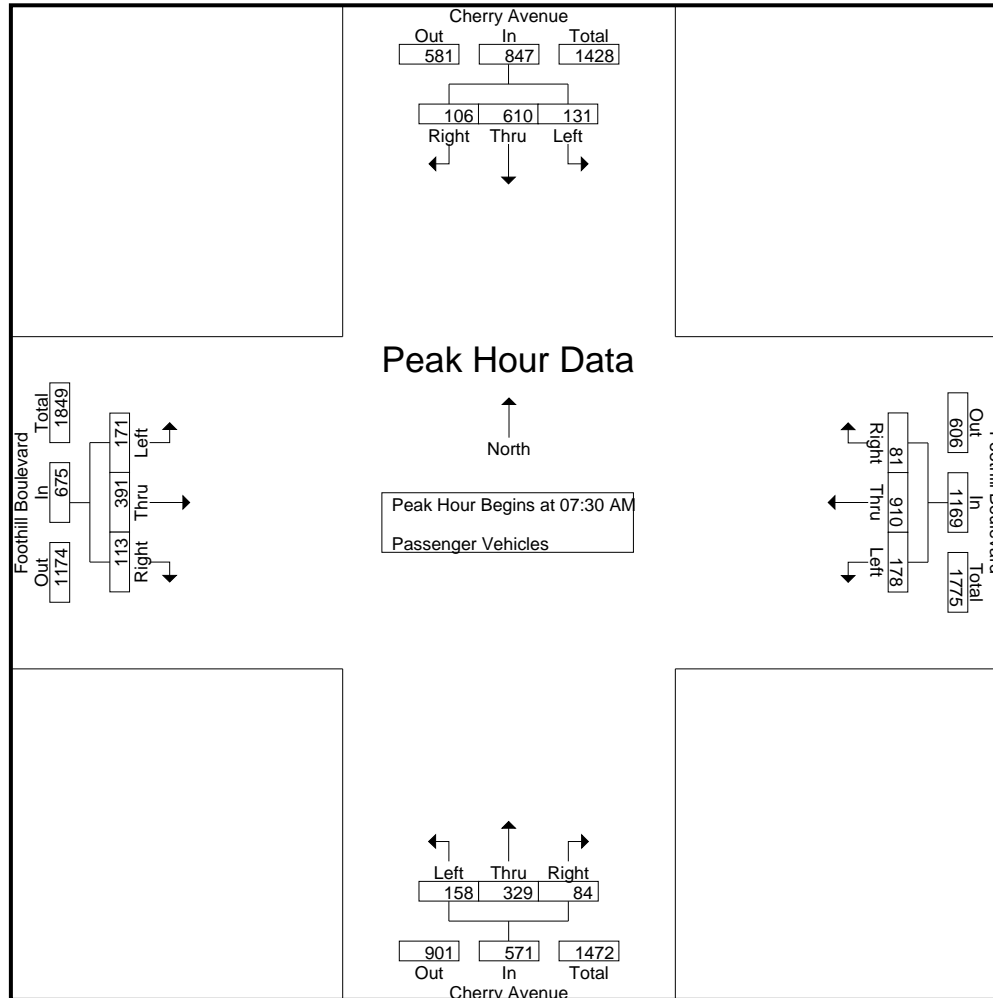 Cherry Avenue
Out In Total
581 847 1428
106 610 131
Right Thru Left
Peak Hour Data
North
Peak Hour Begins at 07:30 AM
Passenger Vehicles
Foothill Boulevard
Out In Total
1174 675 1849
113 391 171
Right Thru Left
Out In Total
606 1169 1775
81 910 178
Right Thru Left
Left Thru Right
158 329 84
901 571 1472
Out In Total
Cherry Avenue